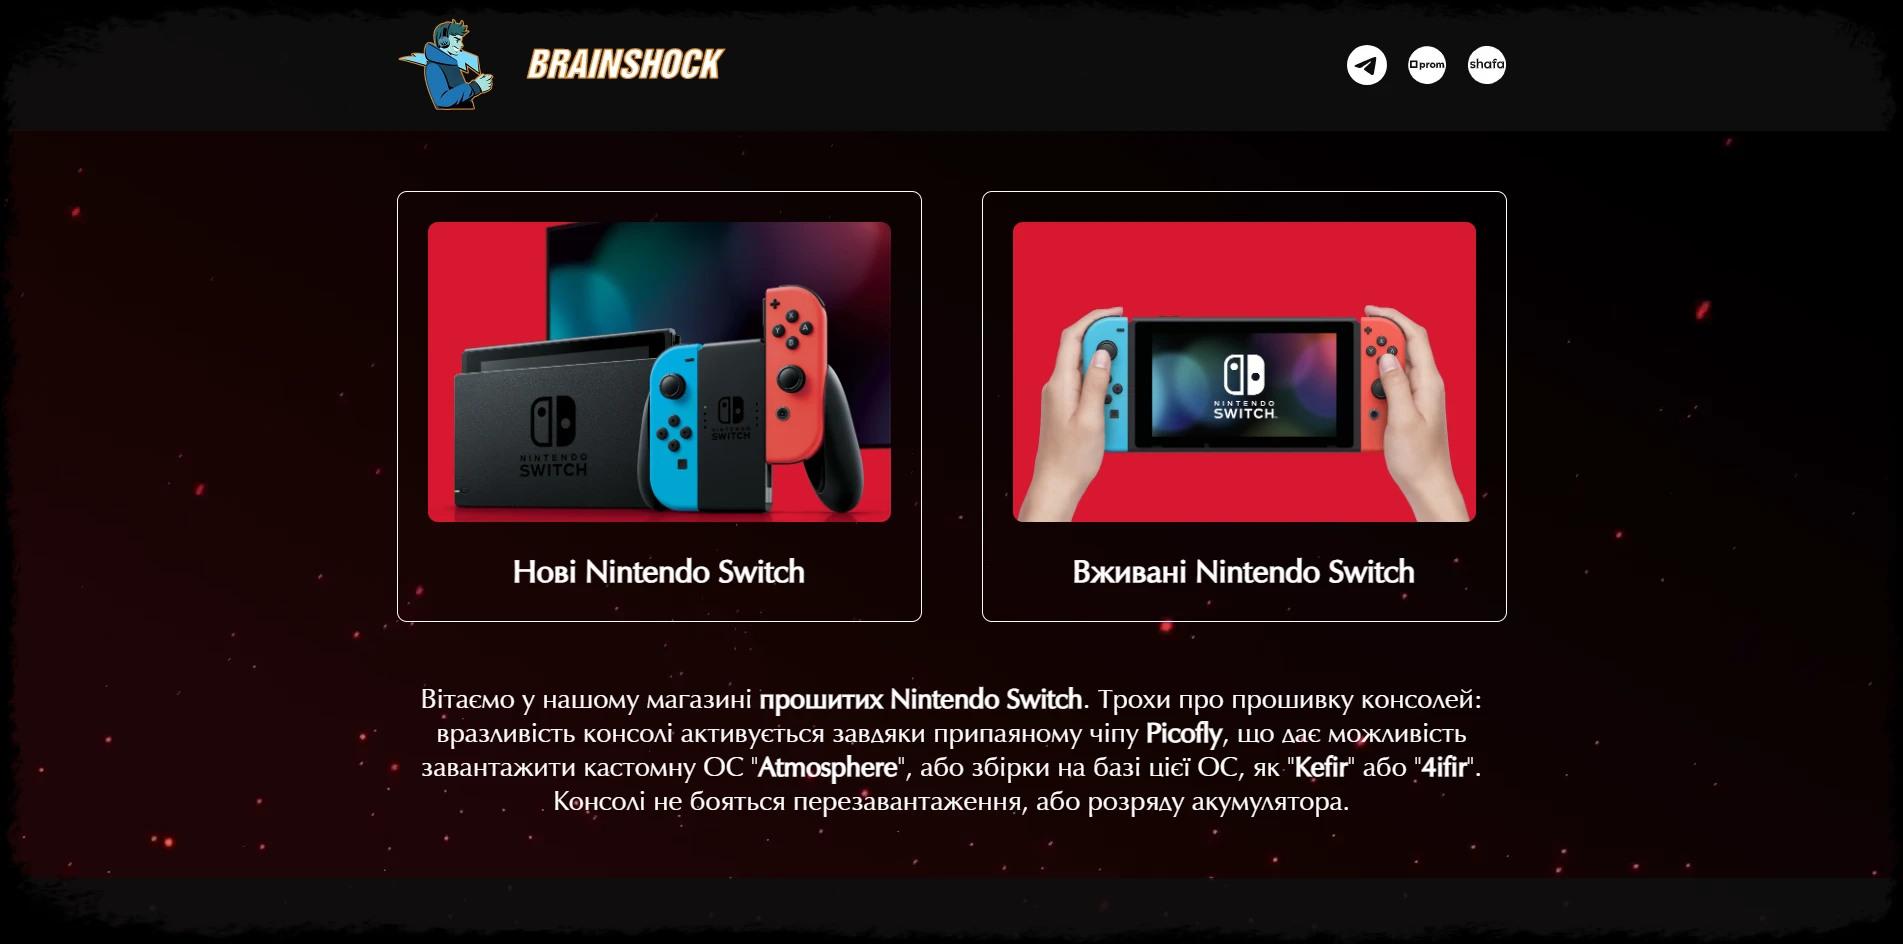 BRAINSHOCK
prom
shafa
NINTENDO
SWITCH
NINTENDO
SWITCH
X
Y
A
B
NINTENDO
SWITCH
Нові Nintendo Switch
Вживані Nintendo Switch
Вітаємо у нашому магазині прошитих Nintendo Switch. Трохи про прошивку консолей:
вразливість консолі активується завдяки припаяному чіпу Picofly, що дає можливість
завантажити кастомну ОС "Atmosphere", або збірки на базі цієї ОС, як "Kefir" або "4ifir".
Консолі не бояться перезавантаження, або розряду акумулятора.